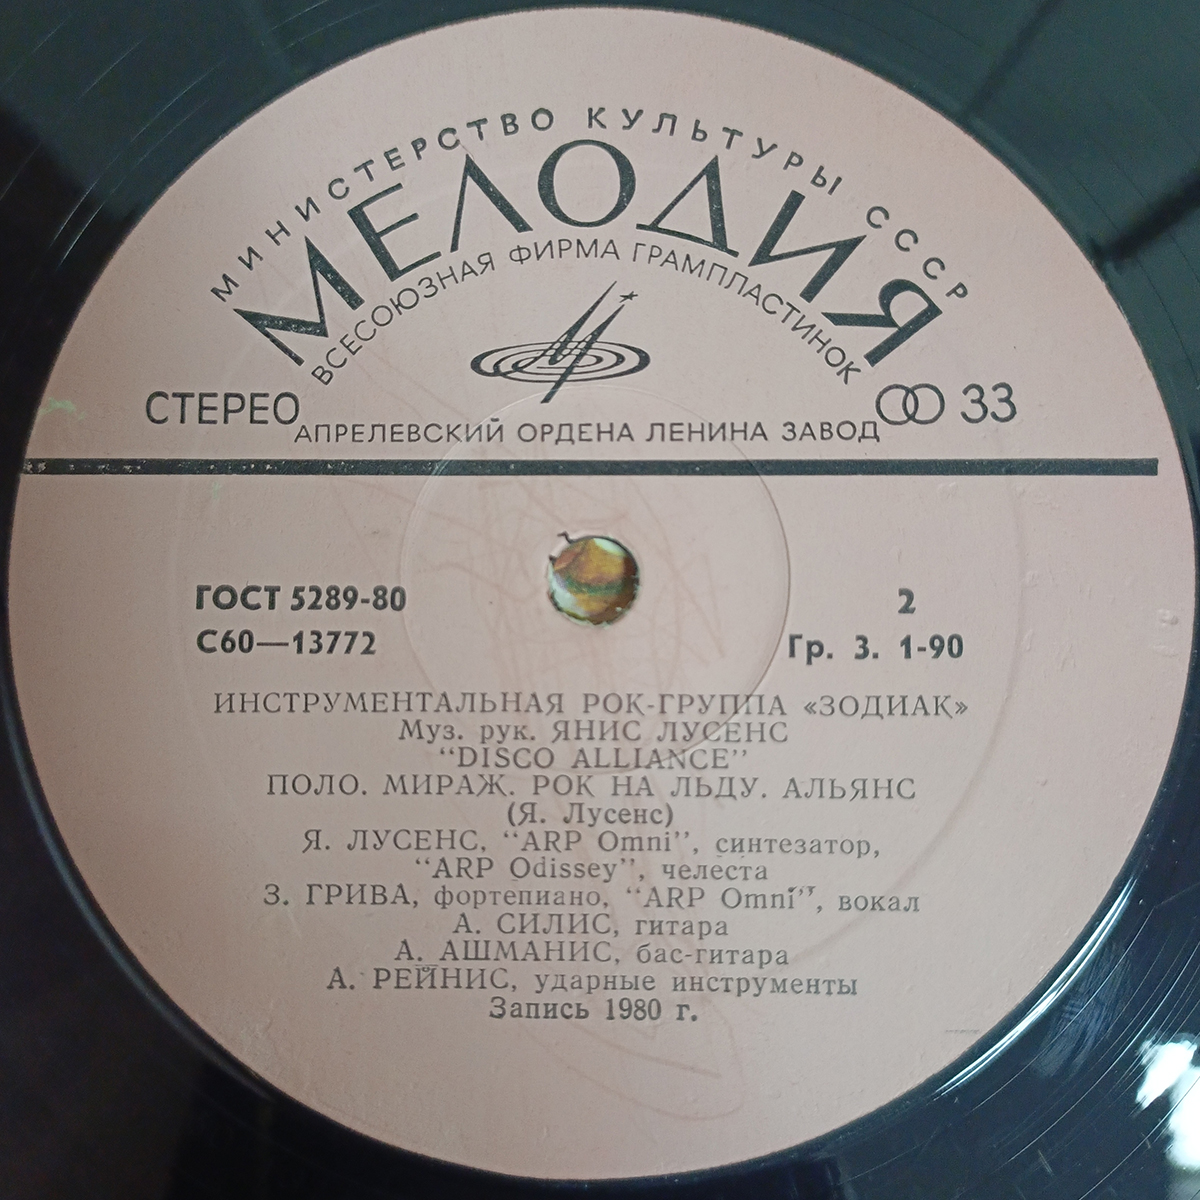 МИНИСТЕРСТВО КУЛЬТУРЫ СССР
МЕЛОДИЯ
ВСЕСОЮЗНАЯ ФИРМА ГРАМПЛАСТИНОК
СТЕРЕО
33
АПРЕЛЕВСКИЙ ОРДЕНА ЛЕНИНА ЗАВОД
ГОСТ 5289-80
2
С60—13772
Гр. 3. 1-90
ИНСТРУМЕНТАЛЬНАЯ РОК-ГРУППА «ЗОДИАК»
Муз. рук. ЯНИС ЛУСЕНС
“DISCO ALLIANCE”
ПОЛО. МИРАЖ. РОК НА ЛЬДУ. АЛЬЯНС
(Я. Лусенс)
Я. ЛУСЕНС, “ARP Omni”, синтезатор,
“ARP Odissey”, челеста
З. ГРИВА, фортепиано, “ARP Omni”, вокал
А. СИЛИС, гитара
А. АШМАНИС, бас-гитара
А. РЕЙНИС, ударные инструменты
Запись 1980 г.